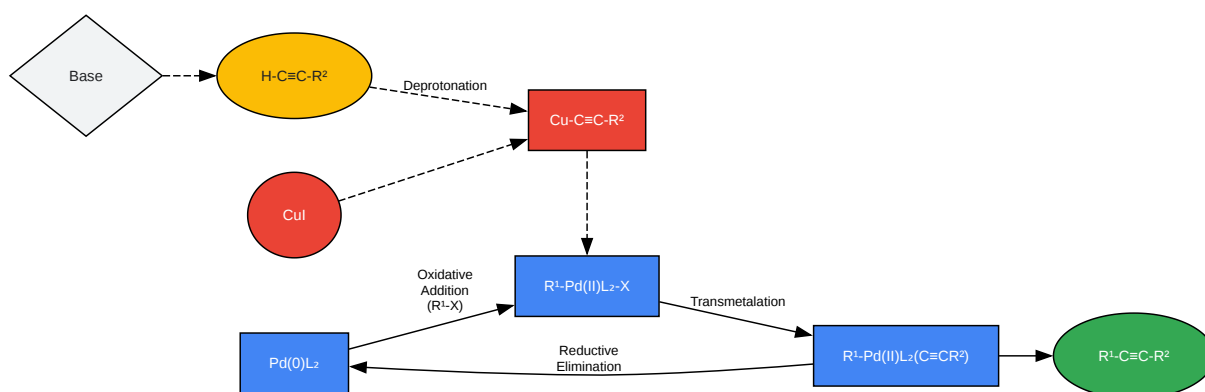 Base
H-C≡C-R²
Deprotonation
Cu-C≡C-R²
CuI
Oxidative
Addition
(R¹-X)
R¹-Pd(II)L₂-X
Transmetalation
Pd(0)L₂
Reductive
Elimination
R¹-Pd(II)L₂(C≡CR²)
R¹-C≡C-R²